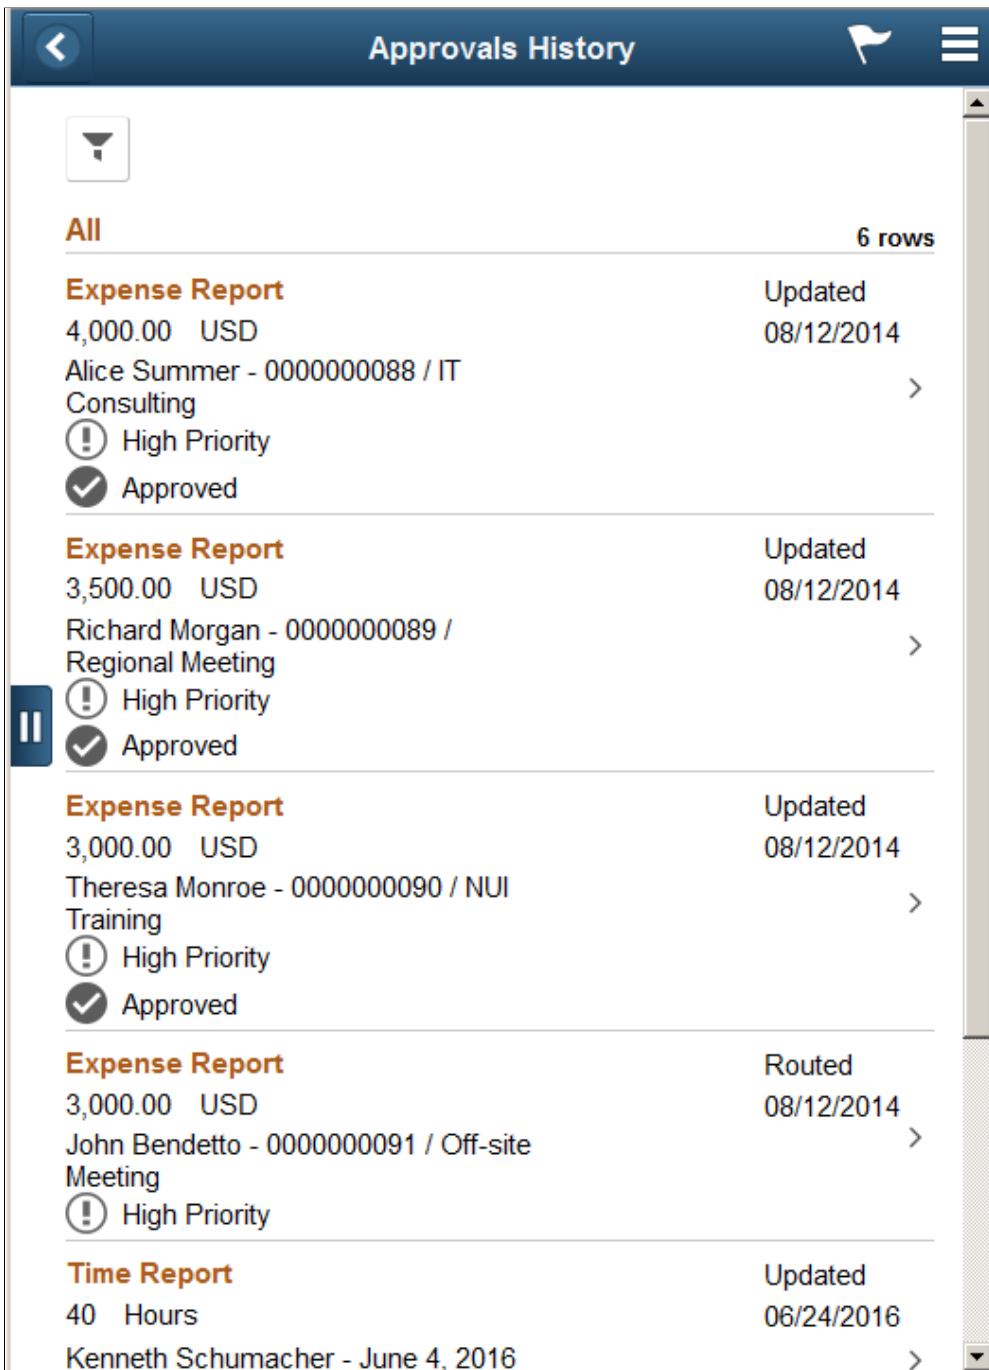 Approvals History
All
6 rows
Expense Report
Updated
4,000.00 USD
08/12/2014
Alice Summer - 0000000088 / IT
Consulting
High Priority
Approved
Expense Report
Updated
3,500.00 USD
08/12/2014
Richard Morgan - 0000000089 /
Regional Meeting
High Priority
Approved
Expense Report
Updated
3,000.00 USD
08/12/2014
Theresa Monroe - 0000000090 / NUI
Training
High Priority
Approved
Expense Report
Routed
3,000.00 USD
08/12/2014
John Bendetto - 0000000091 / Off-site
Meeting
High Priority
Time Report
Updated
40 Hours
06/24/2016
Kenneth Schumacher - June 4, 2016